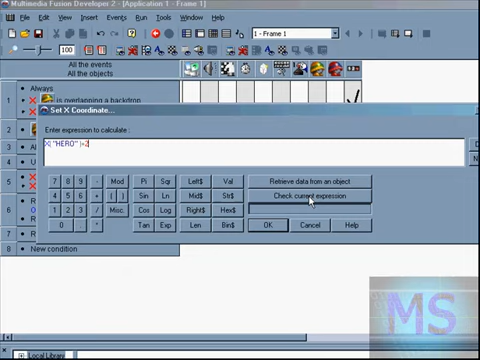 Multimedia Fusion Developer 2 - [Application 1 - Frame 1]
File Edit View Insert Events Run Tools Window Help
1 - Frame 1
100
All the events
All the objects
1 Always
is overlapping a backdrop
2
3 Al
4 U
5
6 R
7 R
8 New condition
Set X Coordinate...
Enter expression to calculate :
X( "HERO" )+2
7 8 9 - Mod Pi Sqr Left$ Val Retrieve data from an object
4 5 6 + ( ) Sin Mid$ Str$ Check current expression
1 2 3 / Misc. Cos Log Right$ Hex$
0 . * Tan Exp Len Bin$ OK Cancel Help
MS
Local Library